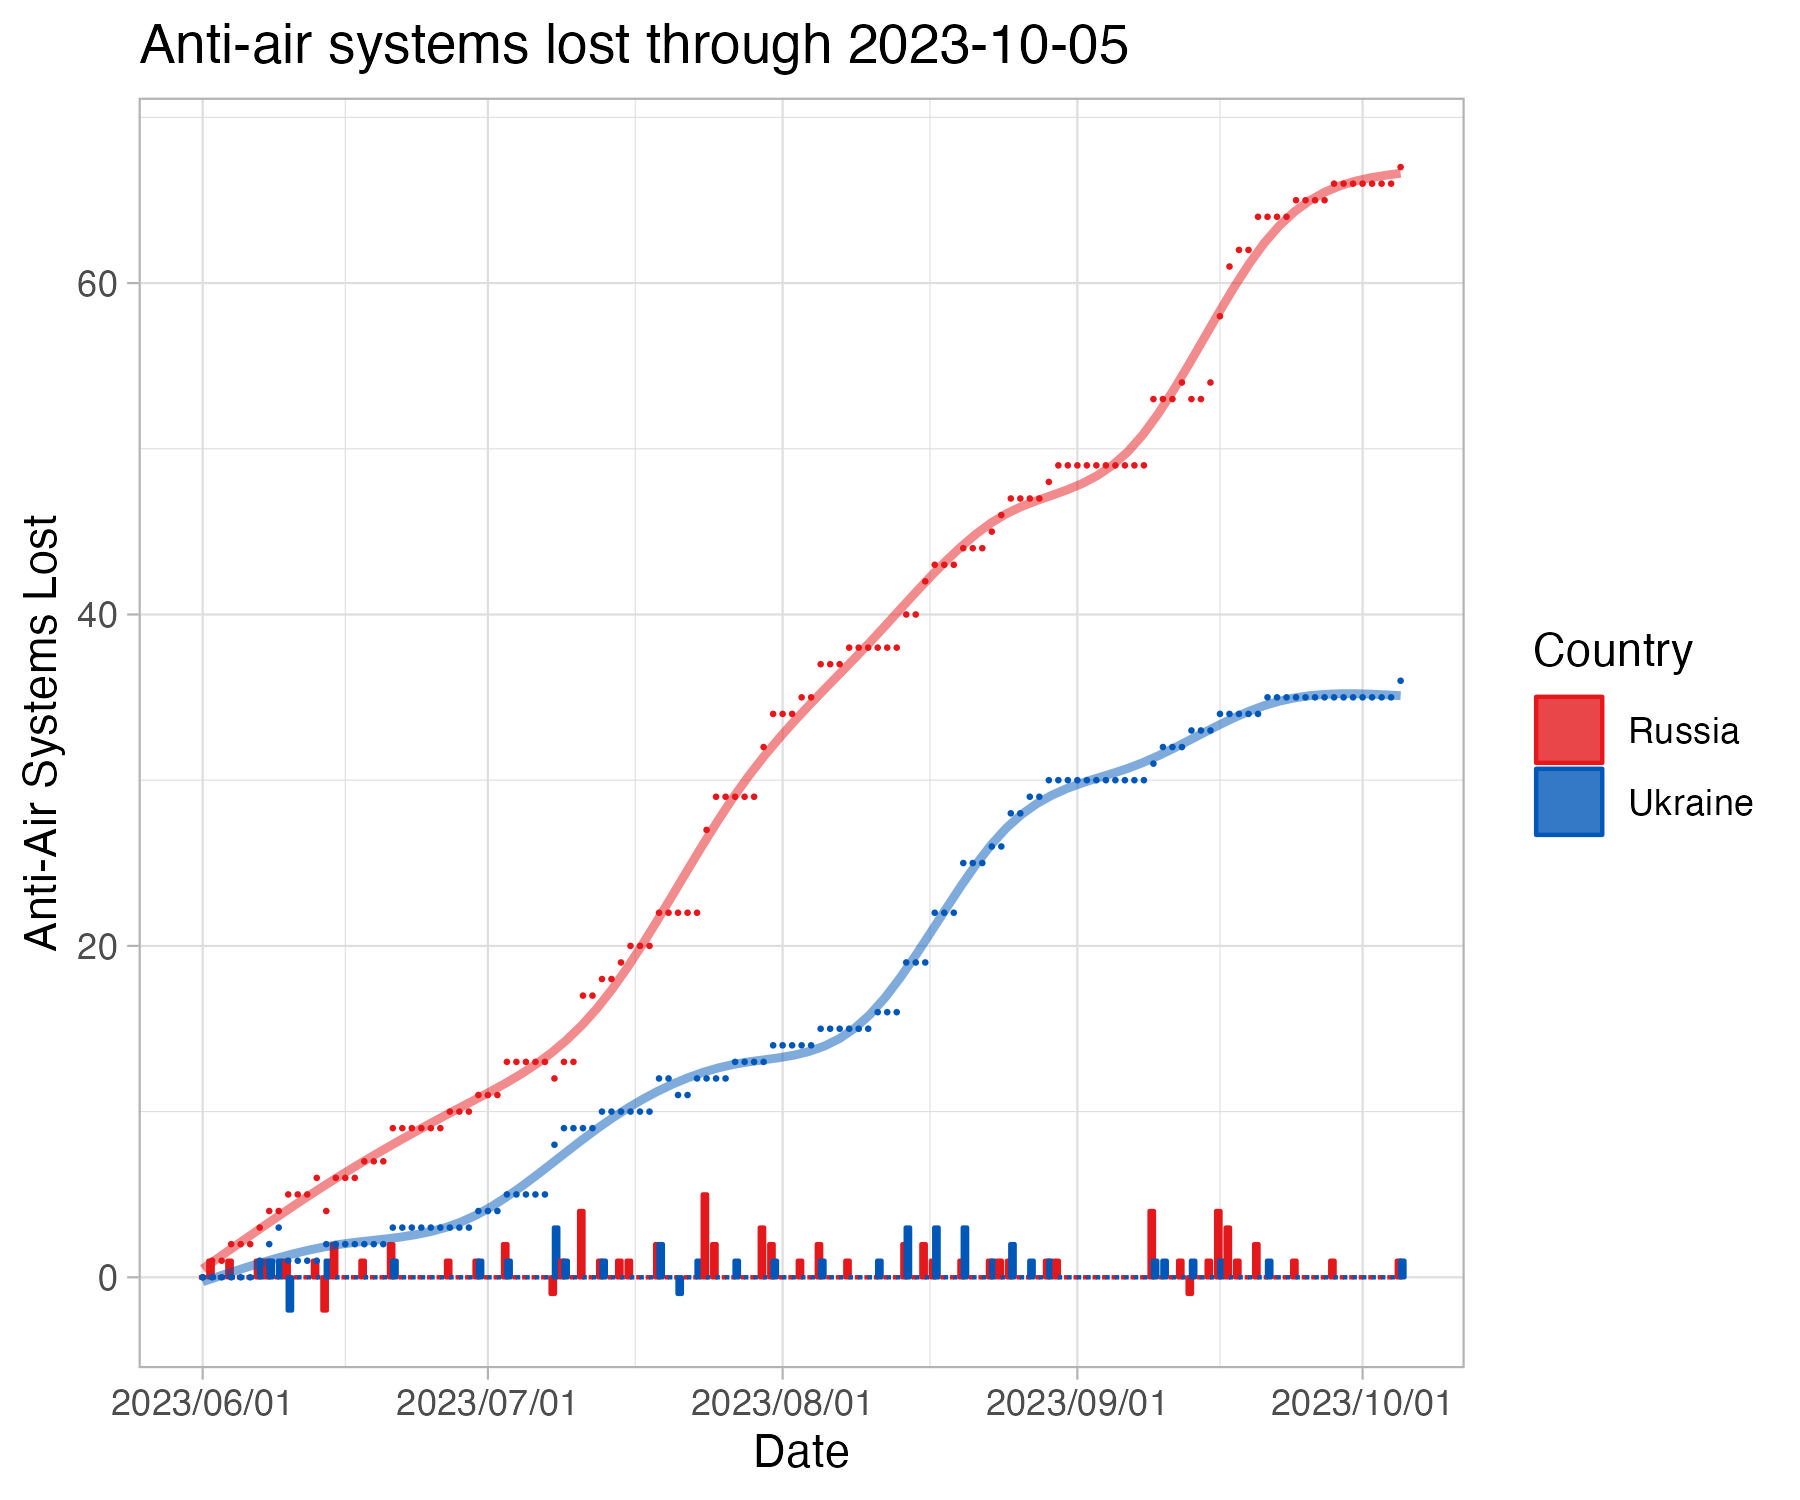 Anti-air systems lost through 2023-10-05
Anti-Air Systems Lost
60
40
20
0
2023/06/01
2023/07/01
2023/08/01
2023/09/01
2023/10/01
Date
Country
Russia
Ukraine